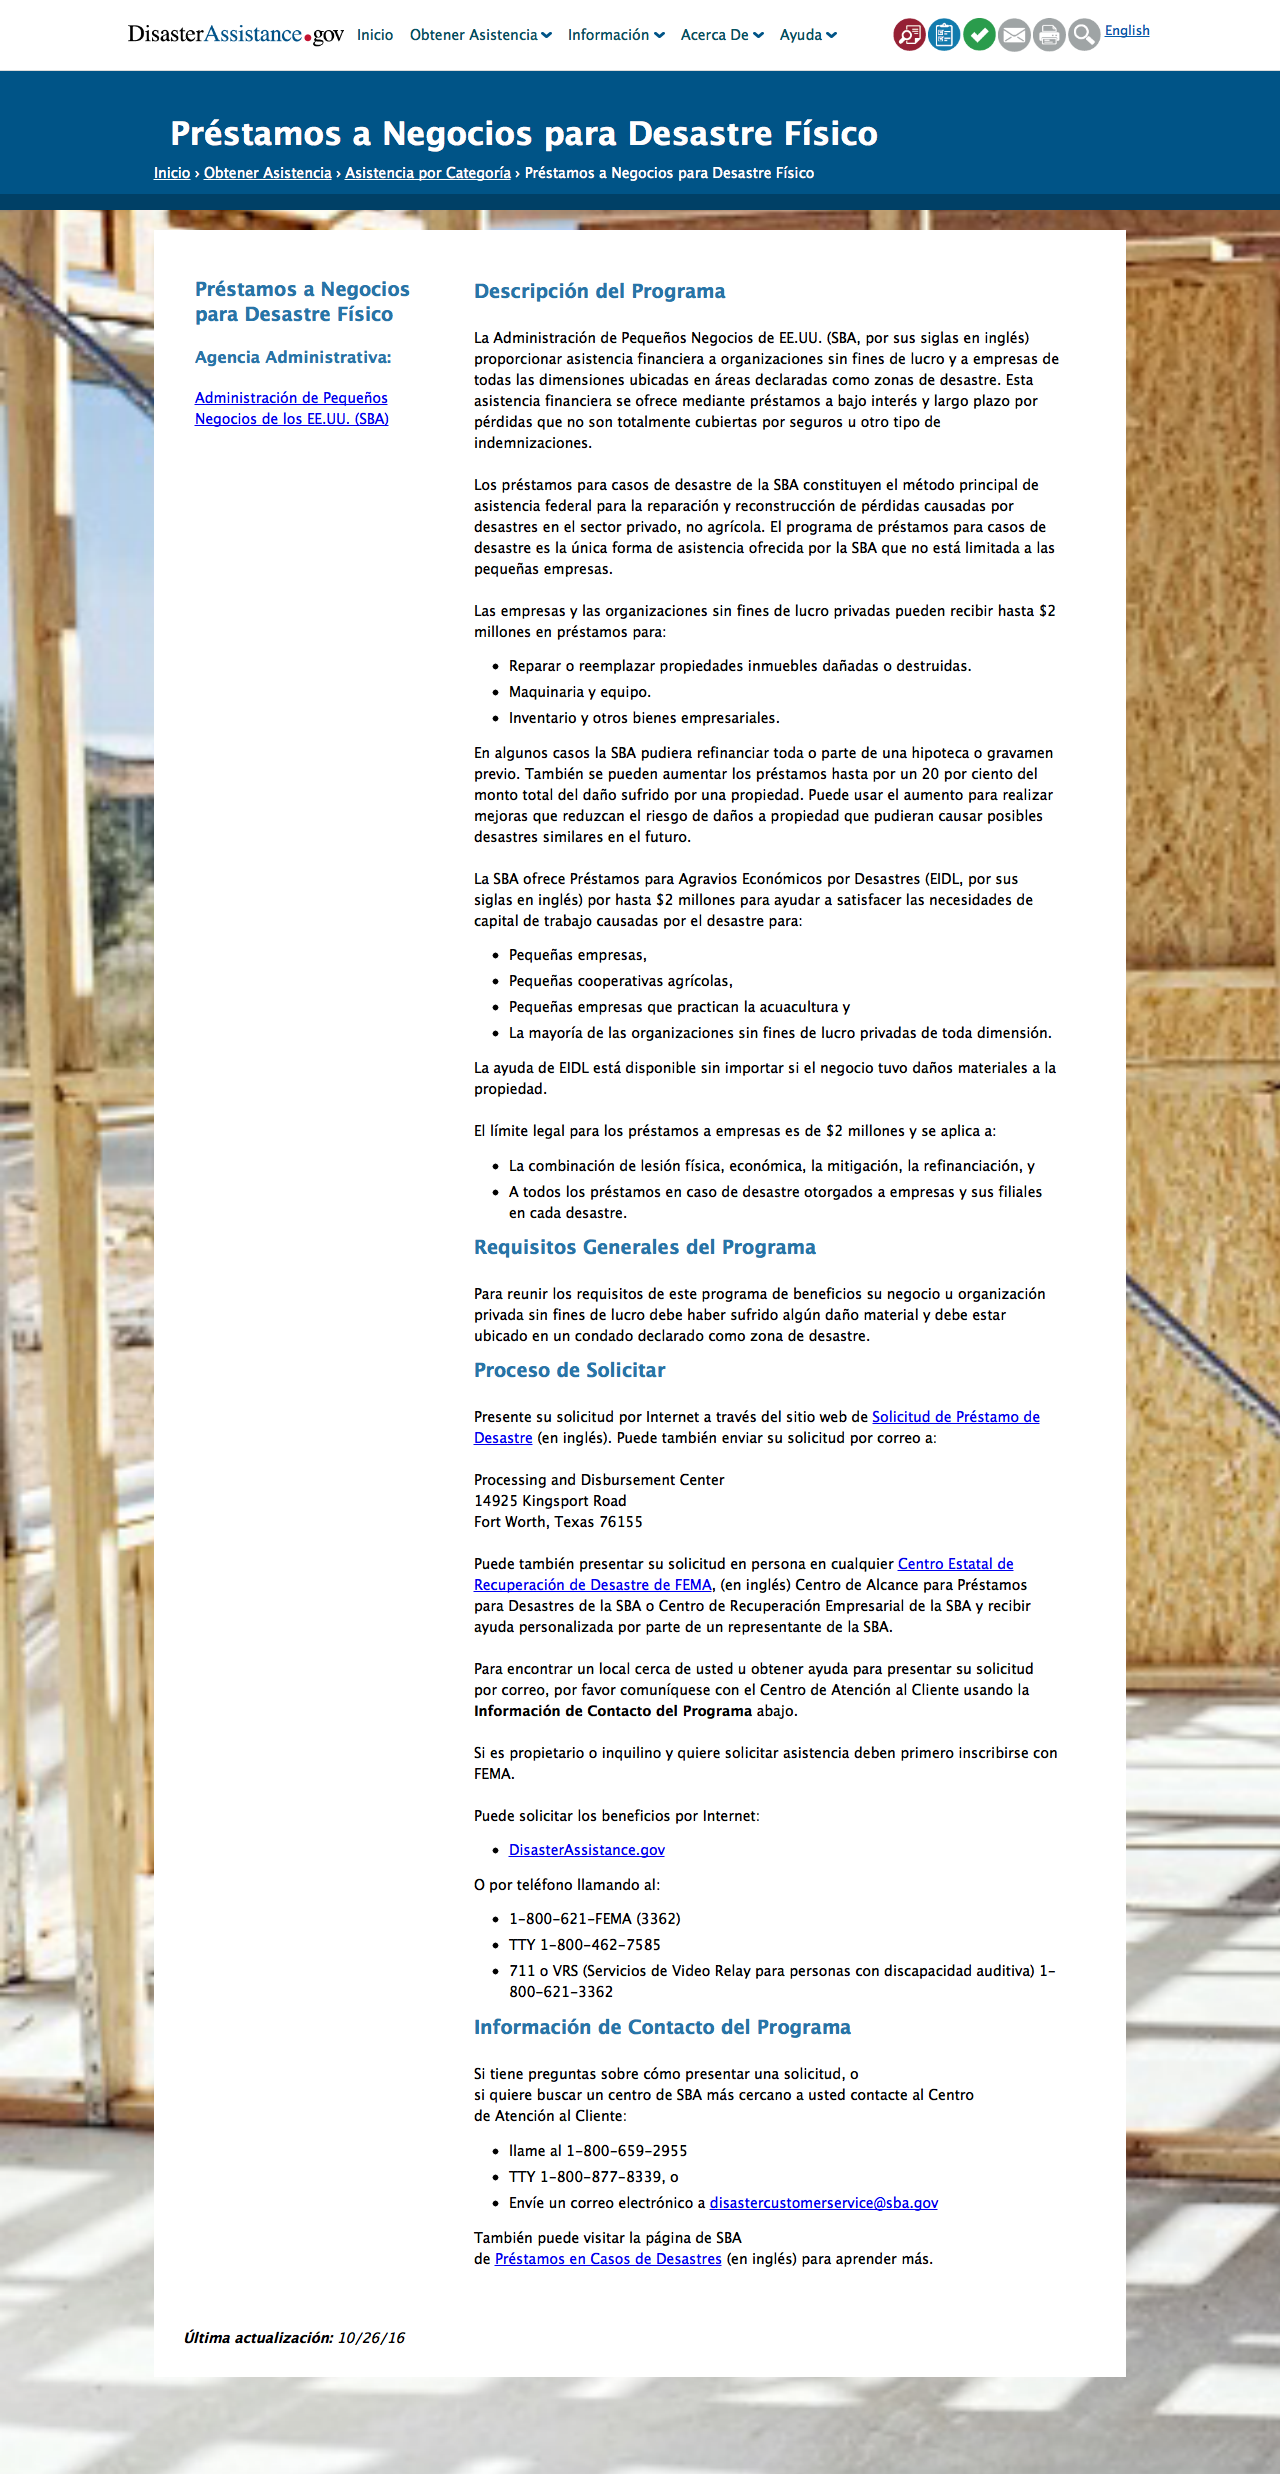 DisasterAssistance.gov Inicio Obtener Asistencia Información Acerca De Ayuda English
Préstamos a Negocios para Desastre Físico
Inicio › Obtener Asistencia › Asistencia por Categoría › Préstamos a Negocios para Desastre Físico
Préstamos a Negocios
para Desastre Físico
Agencia Administrativa:
Administración de Pequeños
Negocios de los EE.UU. (SBA)
Descripción del Programa
La Administración de Pequeños Negocios de EE.UU. (SBA, por sus siglas en inglés)
proporcionar asistencia financiera a organizaciones sin fines de lucro y a empresas de
todas las dimensiones ubicadas en áreas declaradas como zonas de desastre. Esta
asistencia financiera se ofrece mediante préstamos a bajo interés y largo plazo por
pérdidas que no son totalmente cubiertas por seguros u otro tipo de
indemnizaciones.
Los préstamos para casos de desastre de la SBA constituyen el método principal de
asistencia federal para la reparación y reconstrucción de pérdidas causadas por
desastres en el sector privado, no agrícola. El programa de préstamos para casos de
desastre es la única forma de asistencia ofrecida por la SBA que no está limitada a las
pequeñas empresas.
Las empresas y las organizaciones sin fines de lucro privadas pueden recibir hasta $2
millones en préstamos para:
• Reparar o reemplazar propiedades inmuebles dañadas o destruidas.
• Maquinaria y equipo.
• Inventario y otros bienes empresariales.
En algunos casos la SBA pudiera refinanciar toda o parte de una hipoteca o gravamen
previo. También se pueden aumentar los préstamos hasta por un 20 por ciento del
monto total del daño sufrido por una propiedad. Puede usar el aumento para realizar
mejoras que reduzcan el riesgo de daños a propiedad que pudieran causar posibles
desastres similares en el futuro.
La SBA ofrece Préstamos para Agravios Económicos por Desastres (EIDL, por sus
siglas en inglés) por hasta $2 millones para ayudar a satisfacer las necesidades de
capital de trabajo causadas por el desastre para:
• Pequeñas empresas,
• Pequeñas cooperativas agrícolas,
• Pequeñas empresas que practican la acuacultura y
• La mayoría de las organizaciones sin fines de lucro privadas de toda dimensión.
La ayuda de EIDL está disponible sin importar si el negocio tuvo daños materiales a la
propiedad.
El límite legal para los préstamos a empresas es de $2 millones y se aplica a:
• La combinación de lesión física, económica, la mitigación, la refinanciación, y
• A todos los préstamos en caso de desastre otorgados a empresas y sus filiales
en cada desastre.
Requisitos Generales del Programa
Para reunir los requisitos de este programa de beneficios su negocio u organización
privada sin fines de lucro debe haber sufrido algún daño material y debe estar
ubicado en un condado declarado como zona de desastre.
Proceso de Solicitar
Presente su solicitud por Internet a través del sitio web de Solicitud de Préstamo de
Desastre (en inglés). Puede también enviar su solicitud por correo a:
Processing and Disbursement Center
14925 Kingsport Road
Fort Worth, Texas 76155
Puede también presentar su solicitud en persona en cualquier Centro Estatal de
Recuperación de Desastre de FEMA, (en inglés) Centro de Alcance para Préstamos
para Desastres de la SBA o Centro de Recuperación Empresarial de la SBA y recibir
ayuda personalizada por parte de un representante de la SBA.
Para encontrar un local cerca de usted u obtener ayuda para presentar su solicitud
por correo, por favor comuníquese con el Centro de Atención al Cliente usando la
Información de Contacto del Programa abajo.
Si es propietario o inquilino y quiere solicitar asistencia deben primero inscribirse con
FEMA.
Puede solicitar los beneficios por Internet:
• DisasterAssistance.gov
O por teléfono llamando al:
• 1-800-621-FEMA (3362)
• TTY 1-800-462-7585
• 711 o VRS (Servicios de Video Relay para personas con discapacidad auditiva) 1-
800-621-3362
Información de Contacto del Programa
Si tiene preguntas sobre cómo presentar una solicitud, o
si quiere buscar un centro de SBA más cercano a usted contacte al Centro
de Atención al Cliente:
• llame al 1-800-659-2955
• TTY 1-800-877-8339, o
• Envíe un correo electrónico a disastercustomerservice@sba.gov
También puede visitar la página de SBA
de Préstamos en Casos de Desastres (en inglés) para aprender más.
Última actualización: 10/26/16